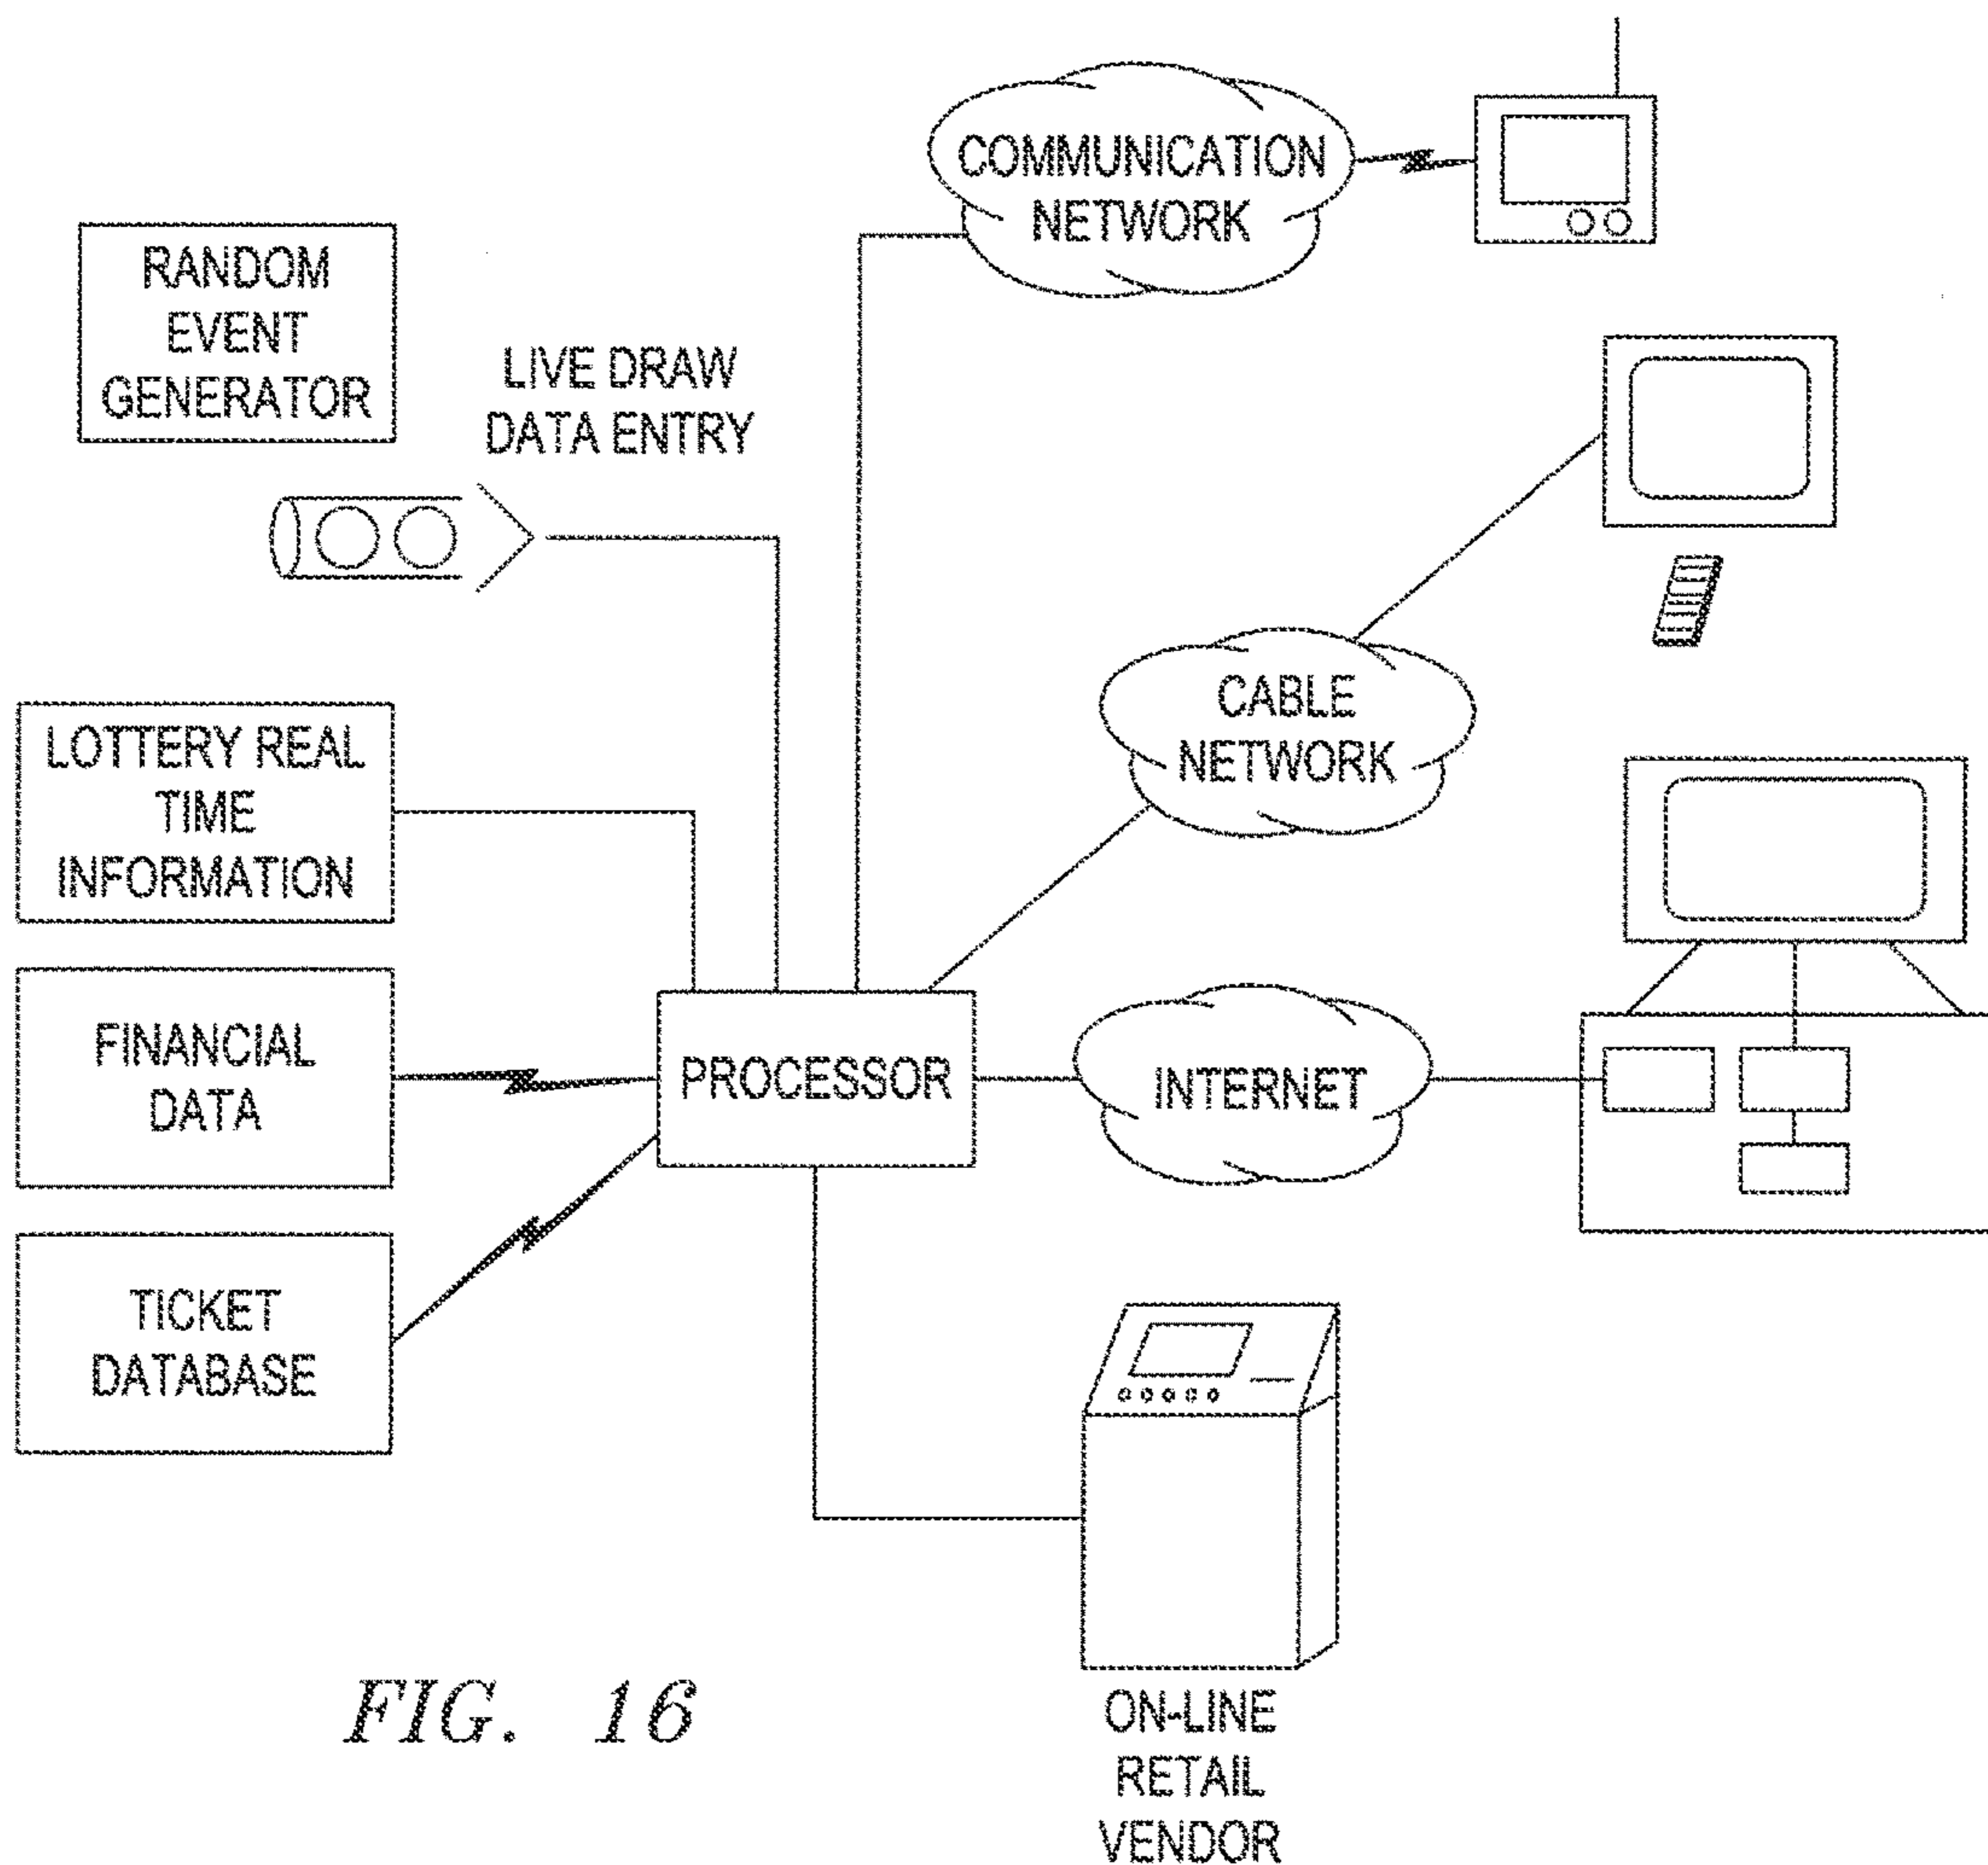 COMMUNICATION
NETWORK
RANDOM
EVENT
GENERATOR
LIVE DRAW
DATA ENTRY
CABLE
NETWORK
LOTTERY REAL
TIME
INFORMATION
FINANCIAL
DATA
PROCESSOR
INTERNET
TICKET
DATABASE
ON-LINE
RETAIL
VENDOR
FIG. 16